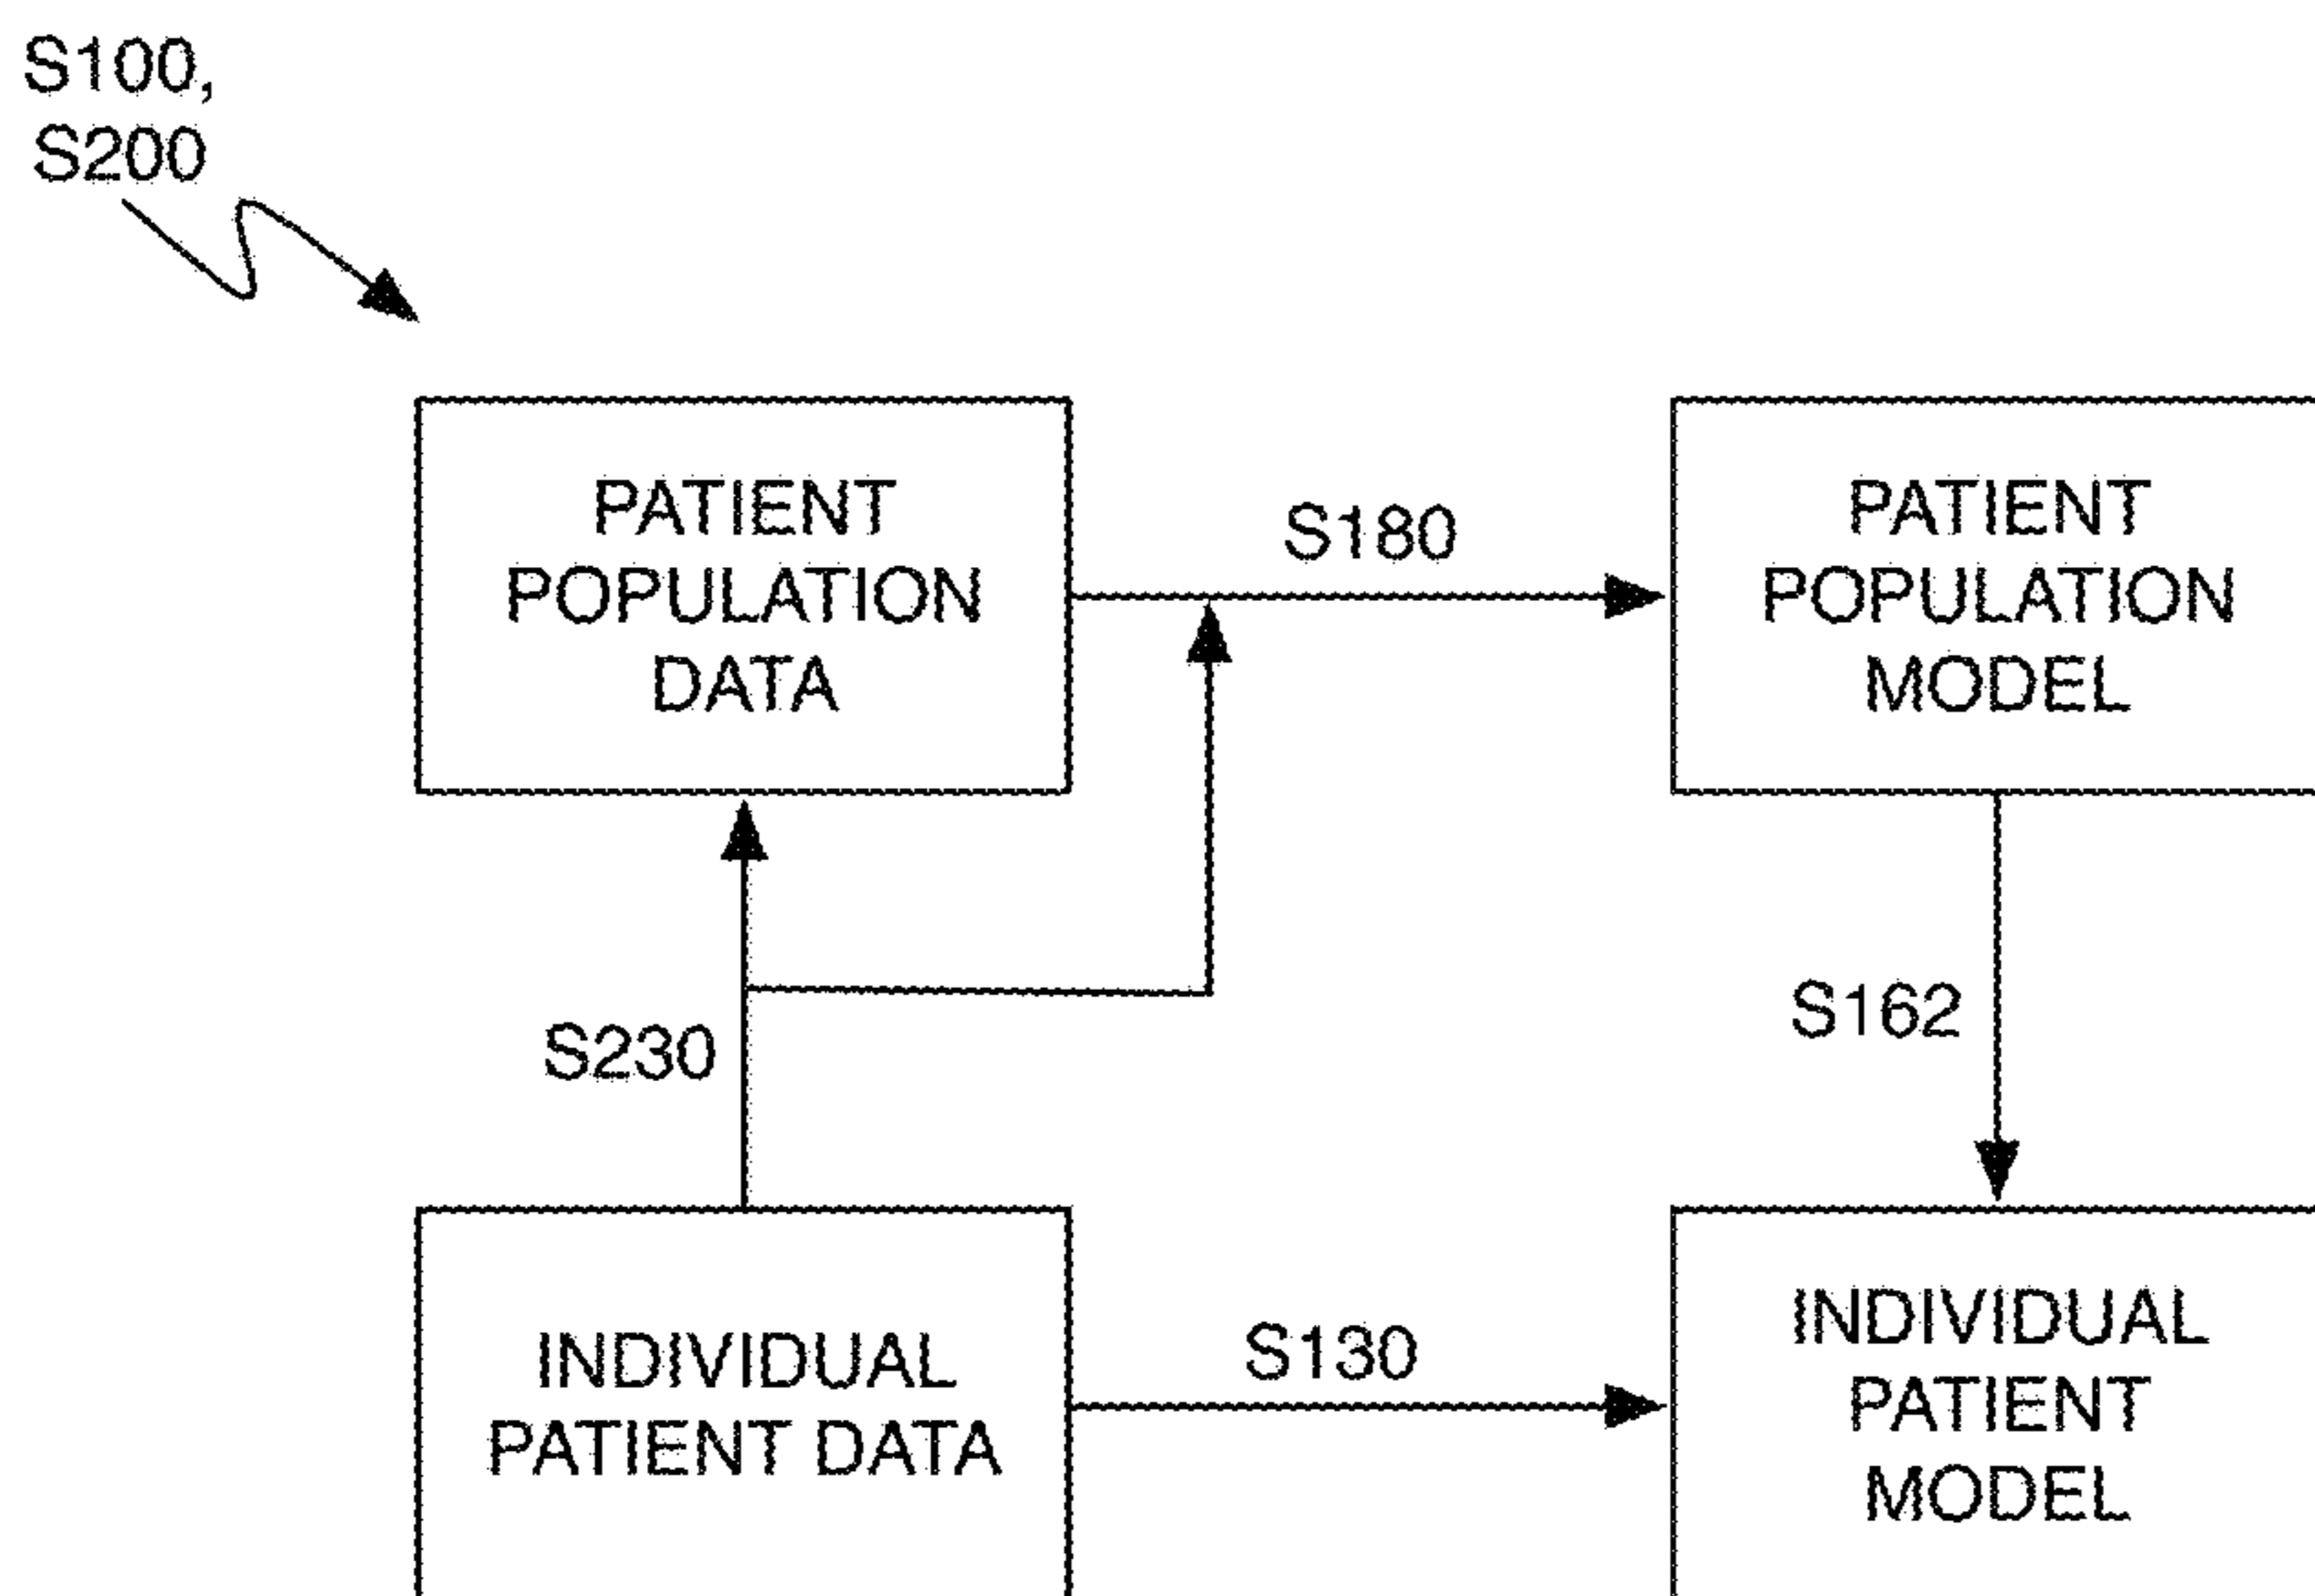 S100,
S200
PATIENT
POPULATION
DATA
S180
PATIENT
POPULATION
MODEL
S230
S162
INDIVIDUAL
PATIENT DATA
S130
INDIVIDUAL
PATIENT
MODEL